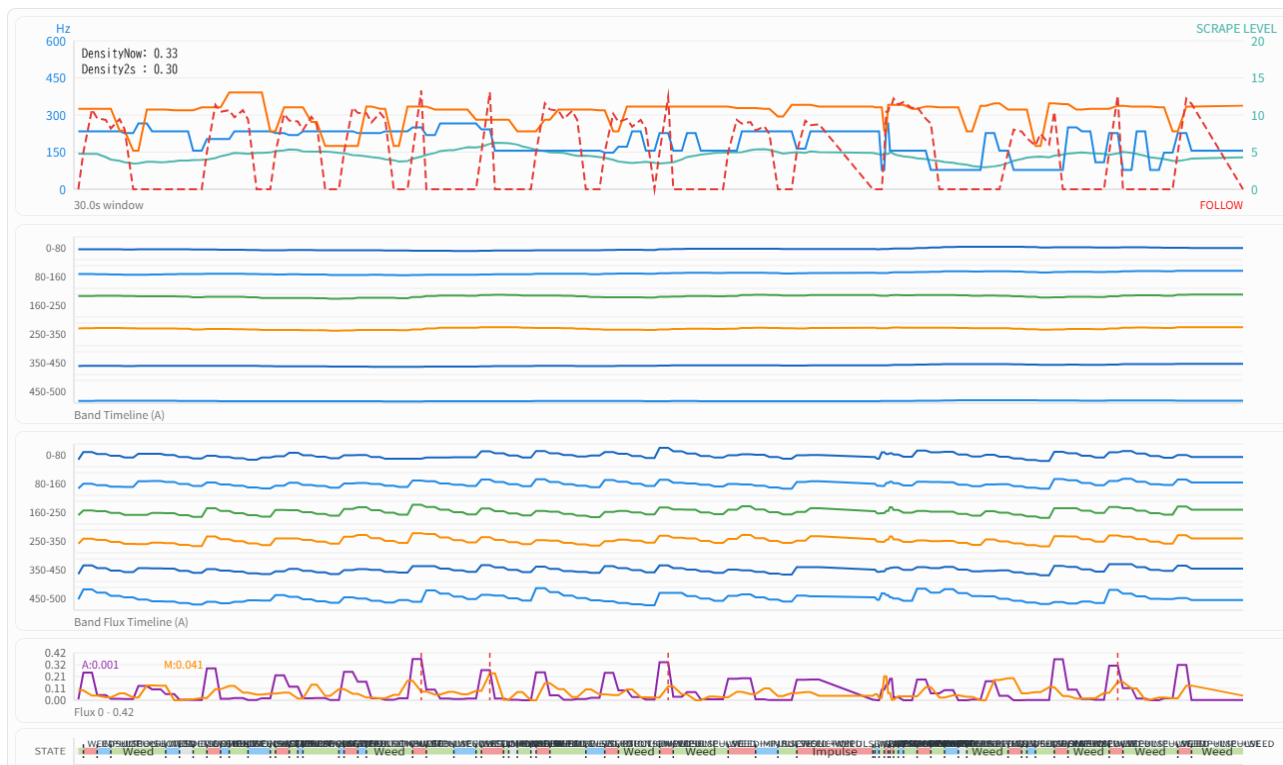 Hz
SCRAPE LEVEL
600
20
DensityNow: 0.33
Density2s : 0.30
450
15
300
10
150
5
0
0
30.0s window
FOLLOW
0-80
80-160
160-250
250-350
350-450
450-500
Band Timeline (A)
0-80
80-160
160-250
250-350
350-450
450-500
Band Flux Timeline (A)
0.42
0.32
0.21
0.11
0.00
A:0.001
M:0.041
Flux 0 - 0.42
STATE
Weed
Weed
Weed
Weed
Impulse
Weed
Weed
Weed
Weed